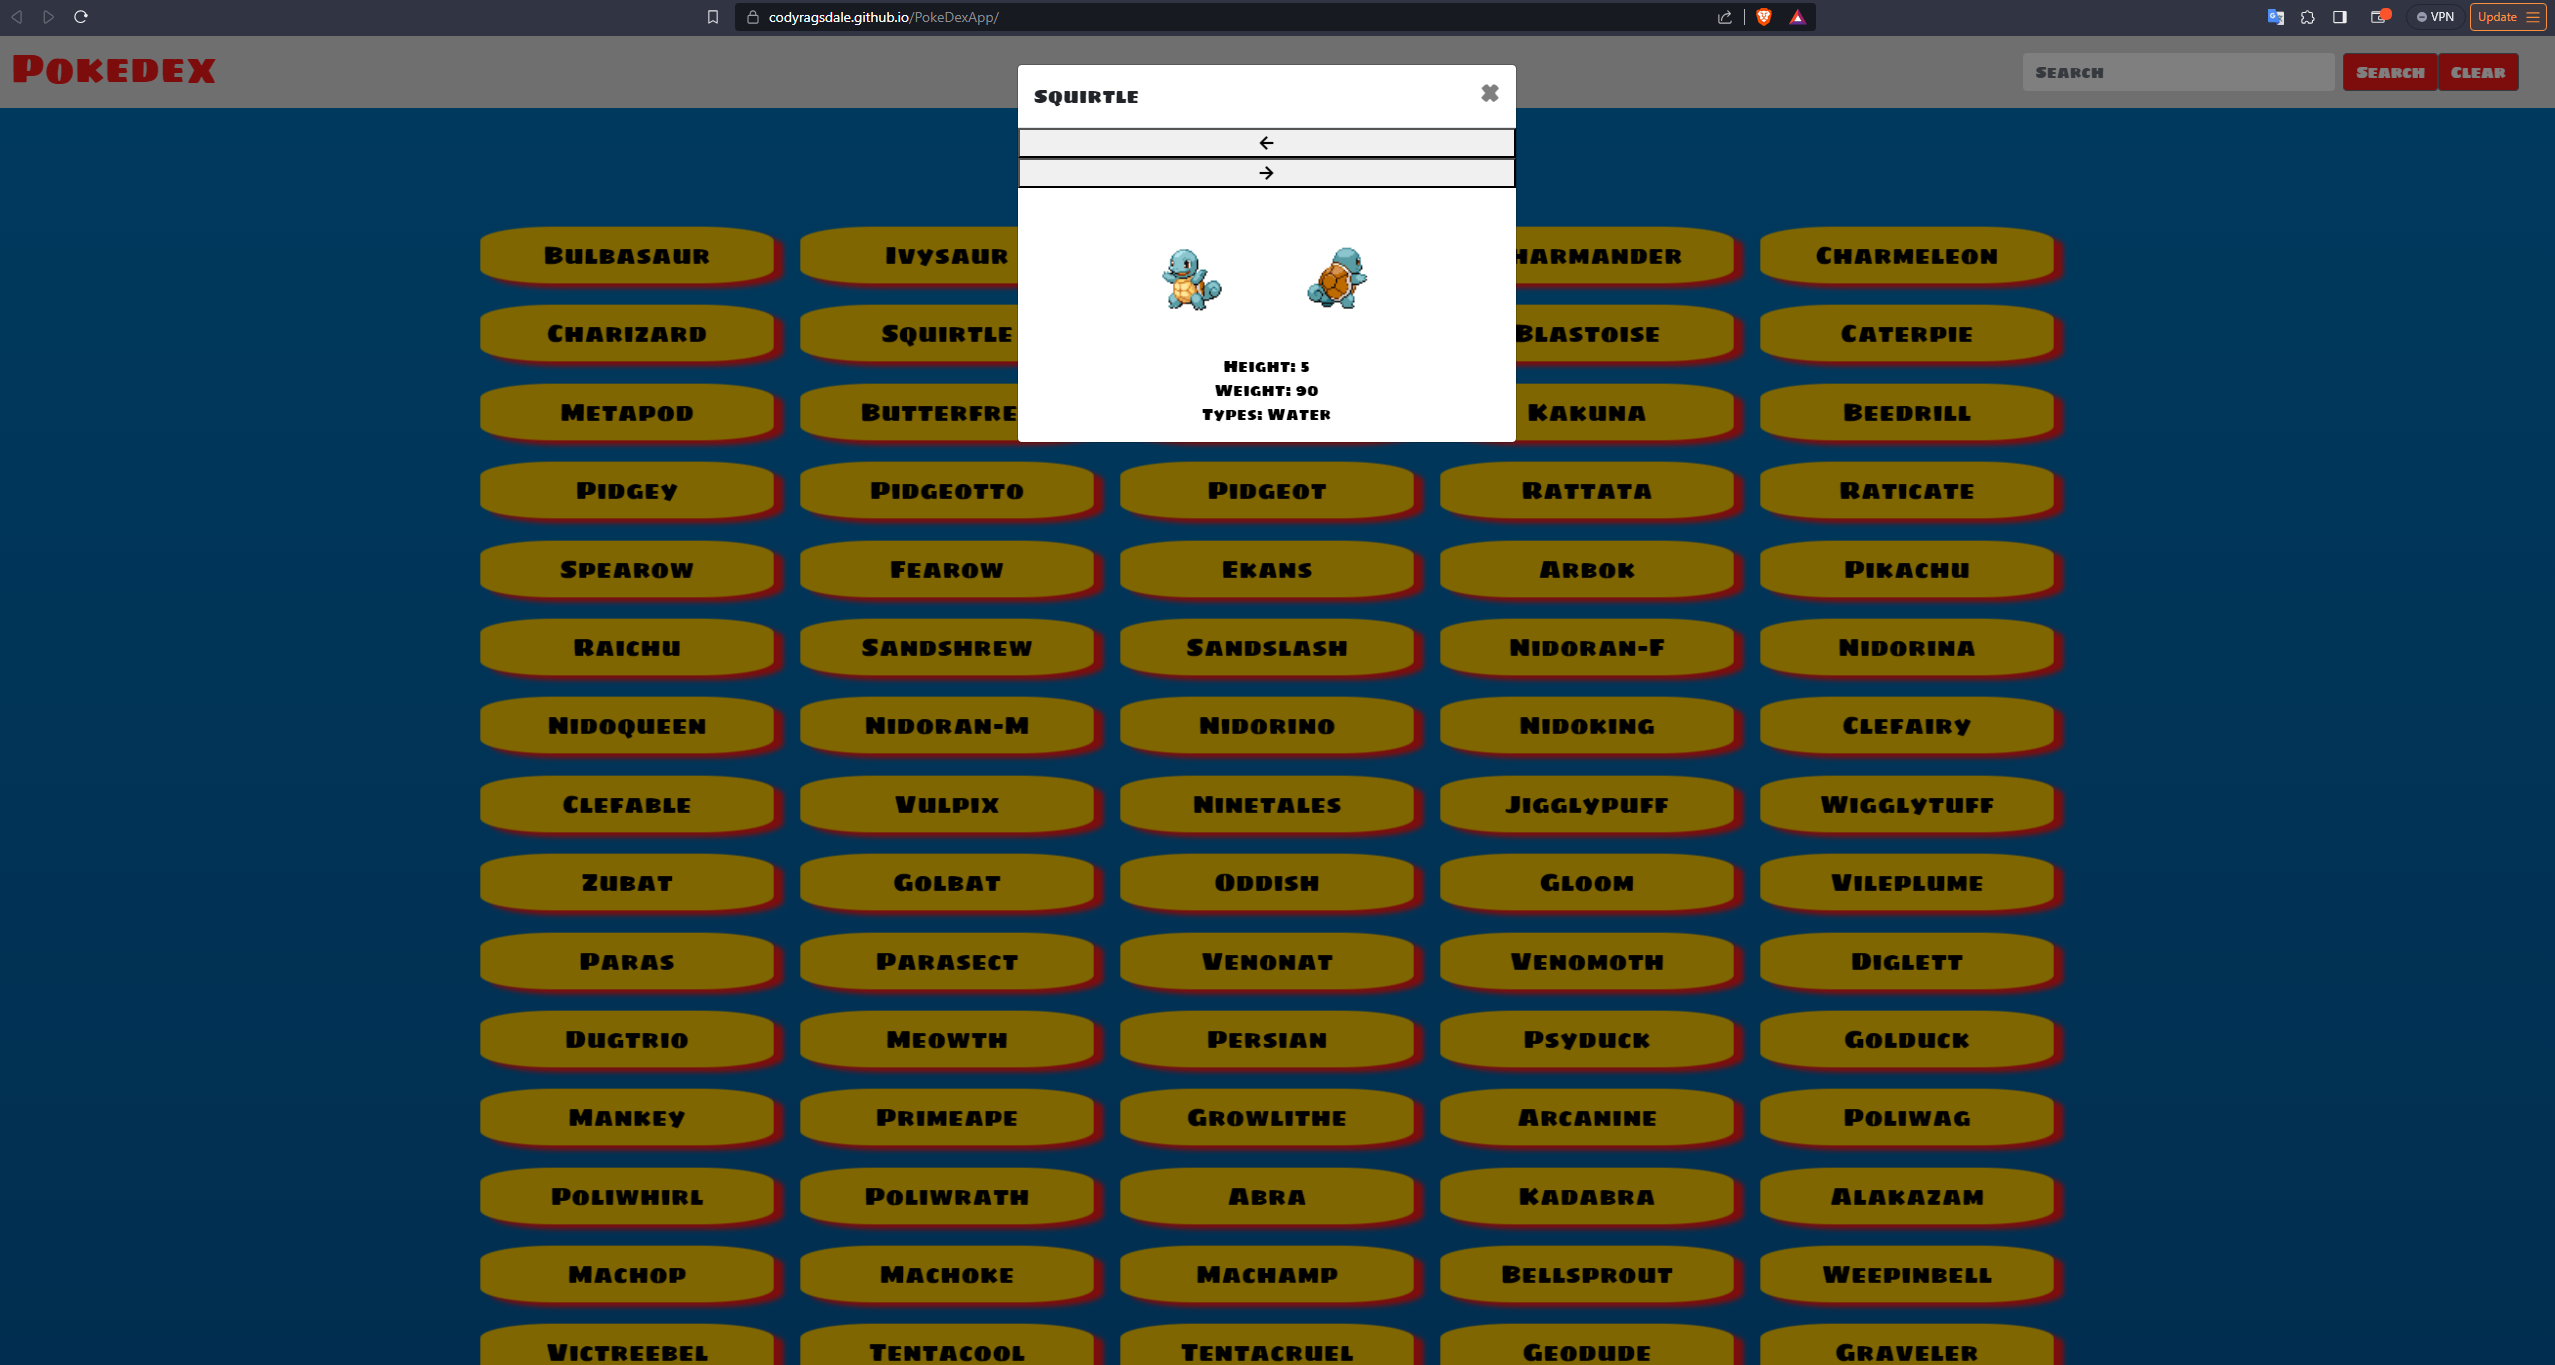 codyragsdale.github.io/PokeDexApp/
VPN
Update
Pokedex
Search
Search
Clear
Squirtle
←
→
Height: 5
Weight: 90
Types: Water
Bulbasaur Ivysaur harmander Charmeleon
Charizard Squirtle Blastoise Caterpie
Metapod Butterfre Kakuna Beedrill
Pidgey Pidgeotto Pidgeot Rattata Raticate
Spearow Fearow Ekans Arbok Pikachu
Raichu Sandshrew Sandslash Nidoran-F Nidorina
Nidoqueen Nidoran-M Nidorino Nidoking Clefairy
Clefable Vulpix Ninetales Jigglypuff Wigglytuff
Zubat Golbat Oddish Gloom Vileplume
Paras Parasect Venonat Venomoth Diglett
Dugtrio Meowth Persian Psyduck Golduck
Mankey Primeape Growlithe Arcanine Poliwag
Poliwhirl Poliwrath Abra Kadabra Alakazam
Machop Machoke Machamp Bellsprout Weepinbell
Victreebel Tentacool Tentacruel Geodude Graveler